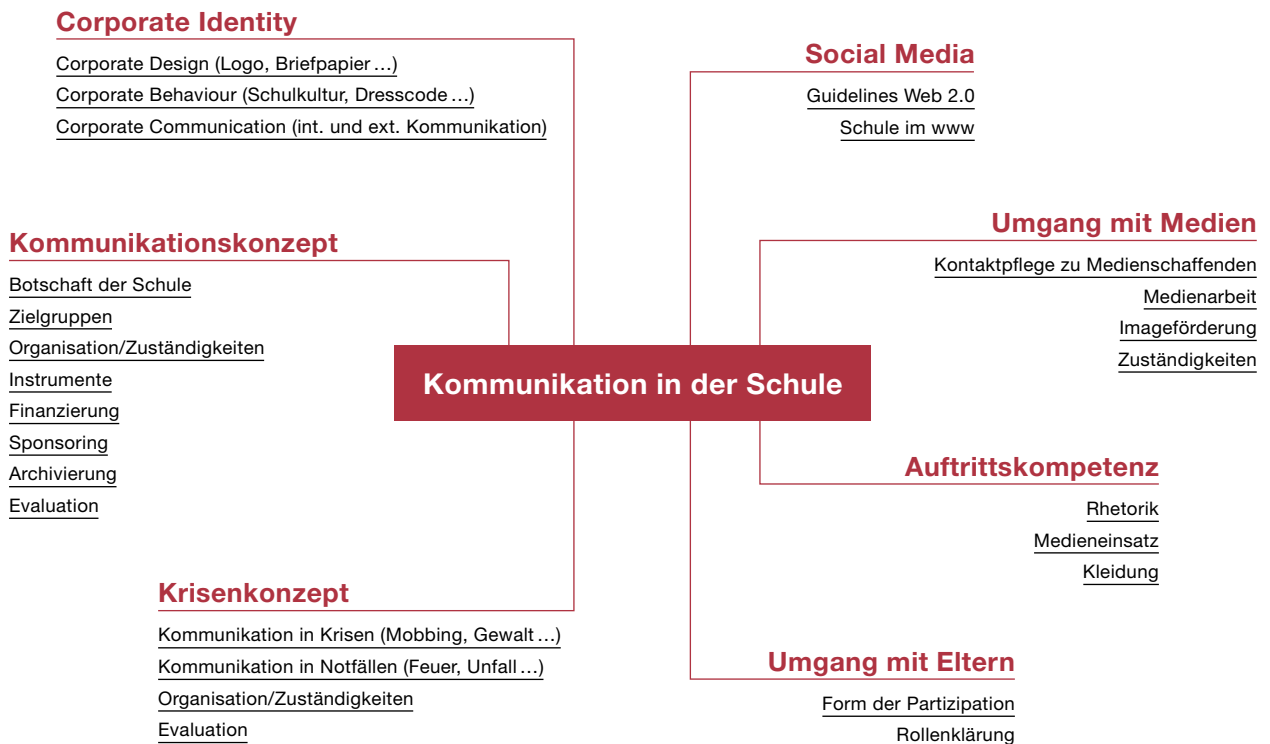 Corporate Identity
Corporate Design (Logo, Briefpapier …)
Corporate Behaviour (Schulkultur, Dresscode …)
Corporate Communication (int. und ext. Kommunikation)
Social Media
Guidelines Web 2.0
Schule im www
Kommunikationskonzept
Botschaft der Schule
Zielgruppen
Organisation/Zuständigkeiten
Instrumente
Finanzierung
Sponsoring
Archivierung
Evaluation
Umgang mit Medien
Kontaktpflege zu Medienschaffenden
Medienarbeit
Imageförderung
Zuständigkeiten
Kommunikation in der Schule
Auftrittskompetenz
Rhetorik
Medieneinsatz
Kleidung
Krisenkonzept
Kommunikation in Krisen (Mobbing, Gewalt …)
Kommunikation in Notfällen (Feuer, Unfall …)
Organisation/Zuständigkeiten
Evaluation
Umgang mit Eltern
Form der Partizipation
Rollenklärung